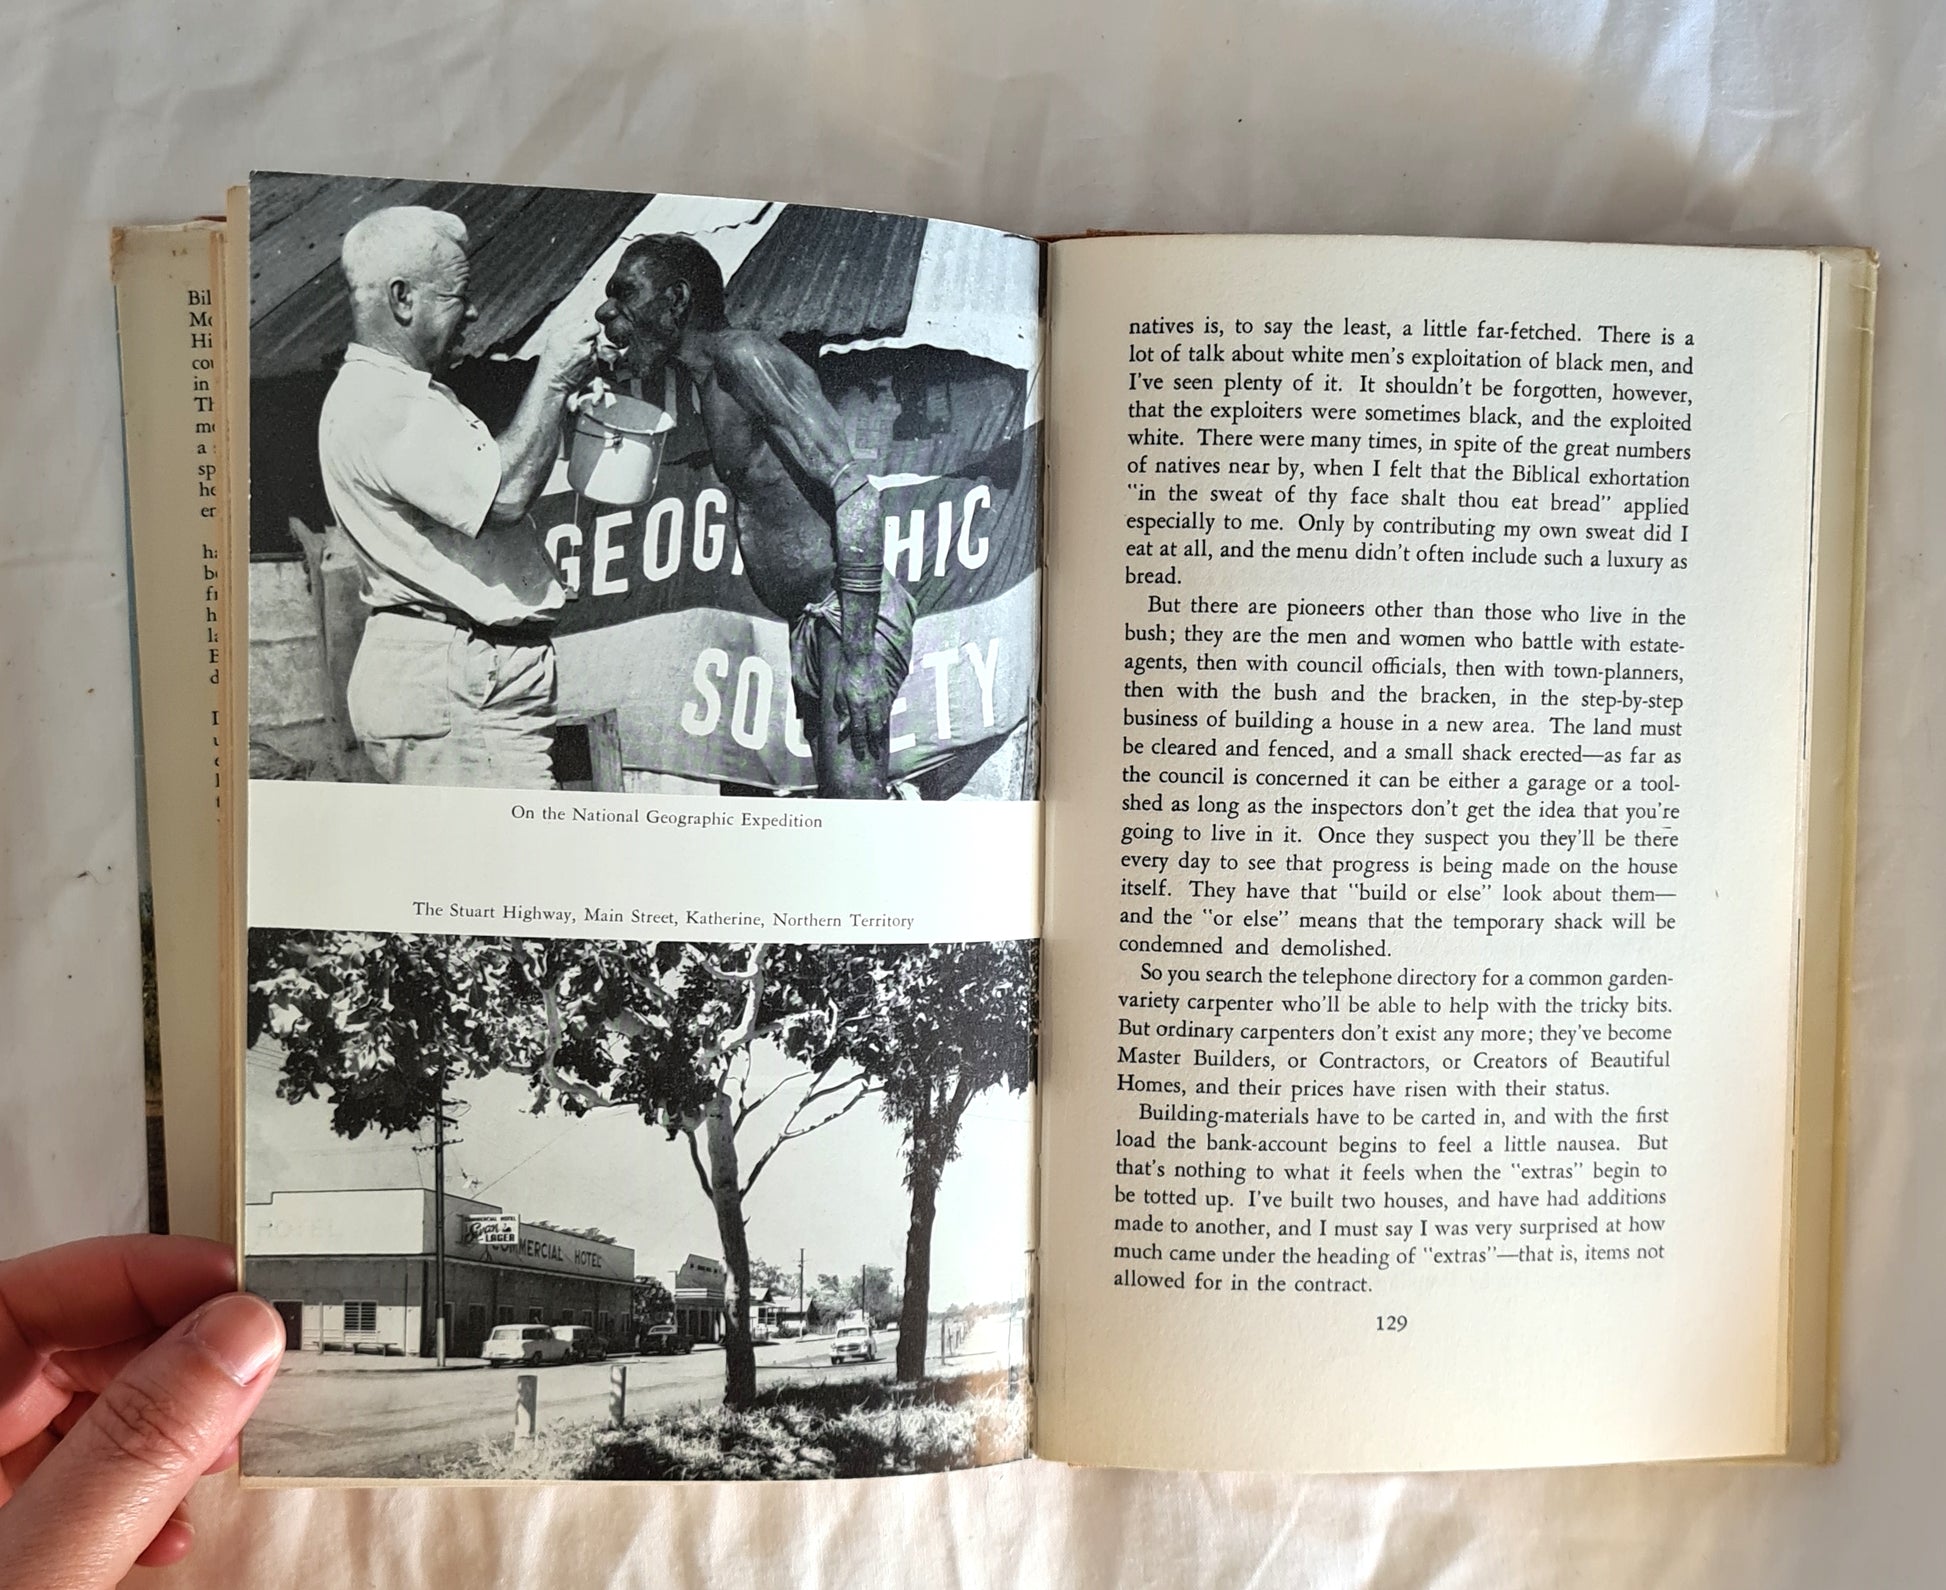 Bil
Hi
in
a
sp
er
GEOG HIC
SO ETY
On the National Geographic Expedition
The Stuart Highway, Main Street, Katherine, Northern Territory
COMMERCIAL HOTEL
Swan
LAGER
COMMERCIAL HOTEL
natives is, to say the least, a little far-fetched. There is a
lot of talk about white men's exploitation of black men, and
I've seen plenty of it. It shouldn't be forgotten, however,
that the exploiters were sometimes black, and the exploited
white. There were many times, in spite of the great numbers
of natives near by, when I felt that the Biblical exhortation
"in the sweat of thy face shalt thou eat bread" applied
especially to me. Only by contributing my own sweat did I
eat at all, and the menu didn't often include such a luxury as
bread.
But there are pioneers other than those who live in the
bush; they are the men and women who battle with estate-
agents, then with council officials, then with town-planners,
then with the bush and the bracken, in the step-by-step
business of building a house in a new area. The land must
be cleared and fenced, and a small shack erected—as far as
the council is concerned it can be either a garage or a tool-
shed as long as the inspectors don't get the idea that you're
going to live in it. Once they suspect you they'll be there
every day to see that progress is being made on the house
itself. They have that "build or else" look about them—
and the "or else" means that the temporary shack will be
condemned and demolished.
So you search the telephone directory for a common garden-
variety carpenter who'll be able to help with the tricky bits.
But ordinary carpenters don't exist any more; they've become
Master Builders, or Contractors, or Creators of Beautiful
Homes, and their prices have risen with their status.
Building-materials have to be carted in, and with the first
load the bank-account begins to feel a little nausea. But
that's nothing to what it feels when the "extras" begin to
be totted up. I've built two houses, and have had additions
made to another, and I must say I was very surprised at how
much came under the heading of "extras"—that is, items not
allowed for in the contract.
129